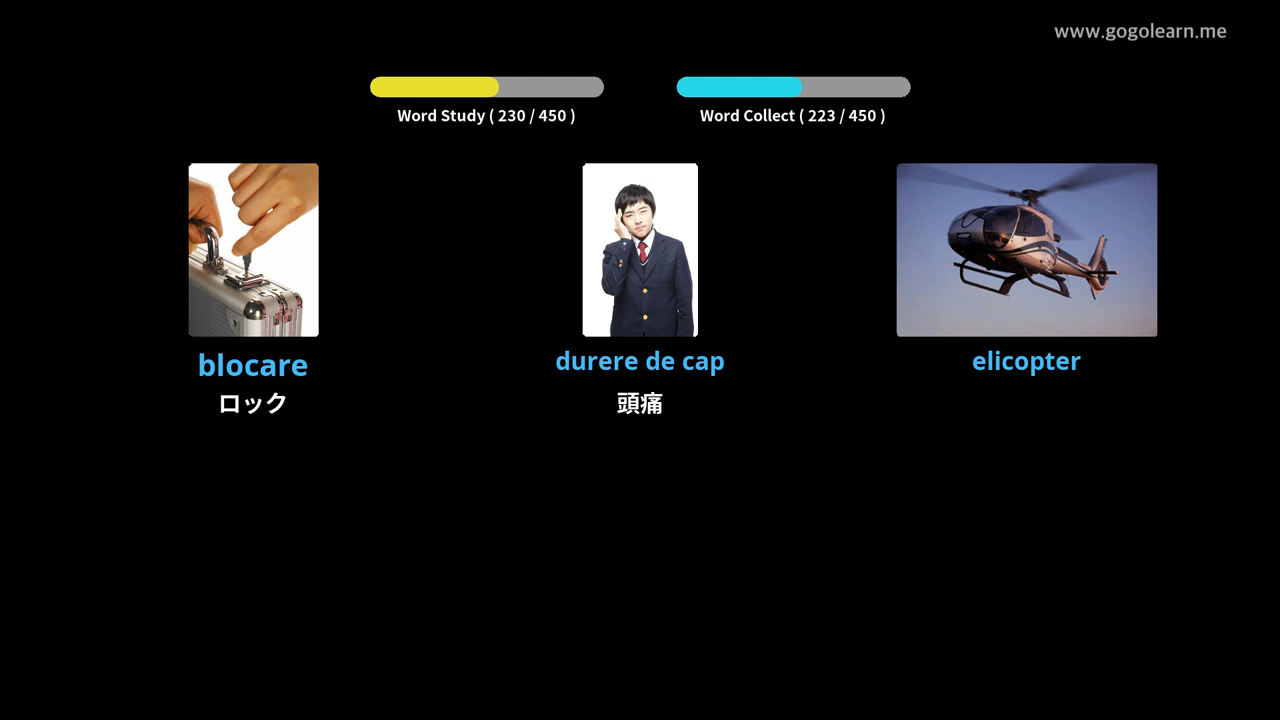 www.gogolearn.me
Word Study ( 230 / 450 )
Word Collect ( 223 / 450 )
blocare
ロック
durere de cap
頭痛
elicopter